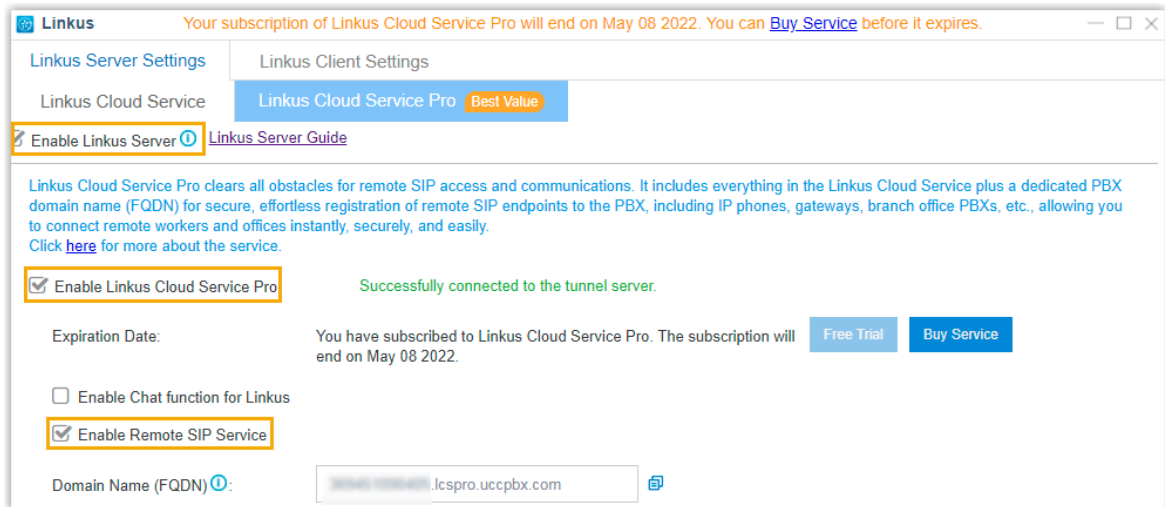 Linkus
Your subscription of Linkus Cloud Service Pro will end on May 08 2022. You can Buy Service before it expires.
Linkus Server Settings
Linkus Client Settings
Linkus Cloud Service
Linkus Cloud Service Pro Best Value
Enable Linkus Server Linkus Server Guide
Linkus Cloud Service Pro clears all obstacles for remote SIP access and communications. It includes everything in the Linkus Cloud Service plus a dedicated PBX
domain name (FQDN) for secure, effortless registration of remote SIP endpoints to the PBX, including IP phones, gateways, branch office PBXs, etc., allowing you
to connect remote workers and offices instantly, securely, and easily.
Click here for more about the service.
Enable Linkus Cloud Service Pro
Successfully connected to the tunnel server.
Expiration Date:
You have subscribed to Linkus Cloud Service Pro. The subscription will
end on May 08 2022.
Free Trial
Buy Service
Enable Chat function for Linkus
Enable Remote SIP Service
Domain Name (FQDN) :
.lcspro.uccpbx.com